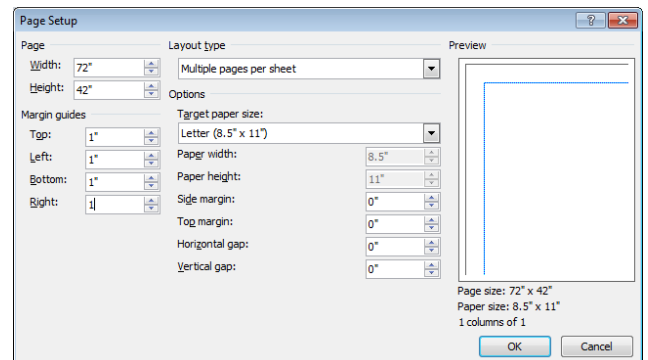 Page Setup
Page
Width: 72"
Height: 42"
Margin guides
Top: 1"
Left: 1"
Bottom: 1"
Right: 1
Layout type
Multiple pages per sheet
Options
Target paper size:
Letter (8.5" x 11")
Paper width: 8.5"
Paper height: 11"
Side margin: 0"
Top margin: 0"
Horizontal gap: 0"
Vertical gap: 0"
Preview
Page size: 72" x 42"
Paper size: 8.5" x 11"
1 columns of 1
OK Cancel